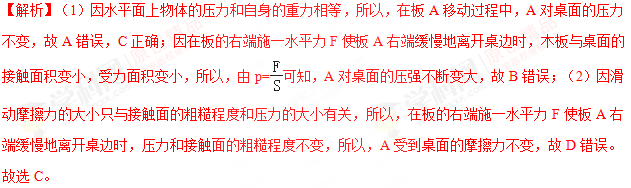 【解析】(1)因水平面上物体的压力和自身的重力相等,所以,在板 A 移动过程中,A 对桌面的压力
不变,故 A 错误,C 正确;因在板的右端施一水平力 F 使板 A 右端缓慢地离开桌边时,木板与桌面的
接触面积变小,受力面积变小,所以,由 p=F/S可知,A 对桌面的压强不断变大,故 B 错误;(2)因滑
动摩擦力的大小只与接触面的粗糙程度和压力的大小有关,所以,在板的右端施一水平力 F 使板 A 右
端缓慢地离开桌边时,压力和接触面的粗糙程度不变,所以,A 受到桌面的摩擦力不变,故 D 错误。
故选 C。